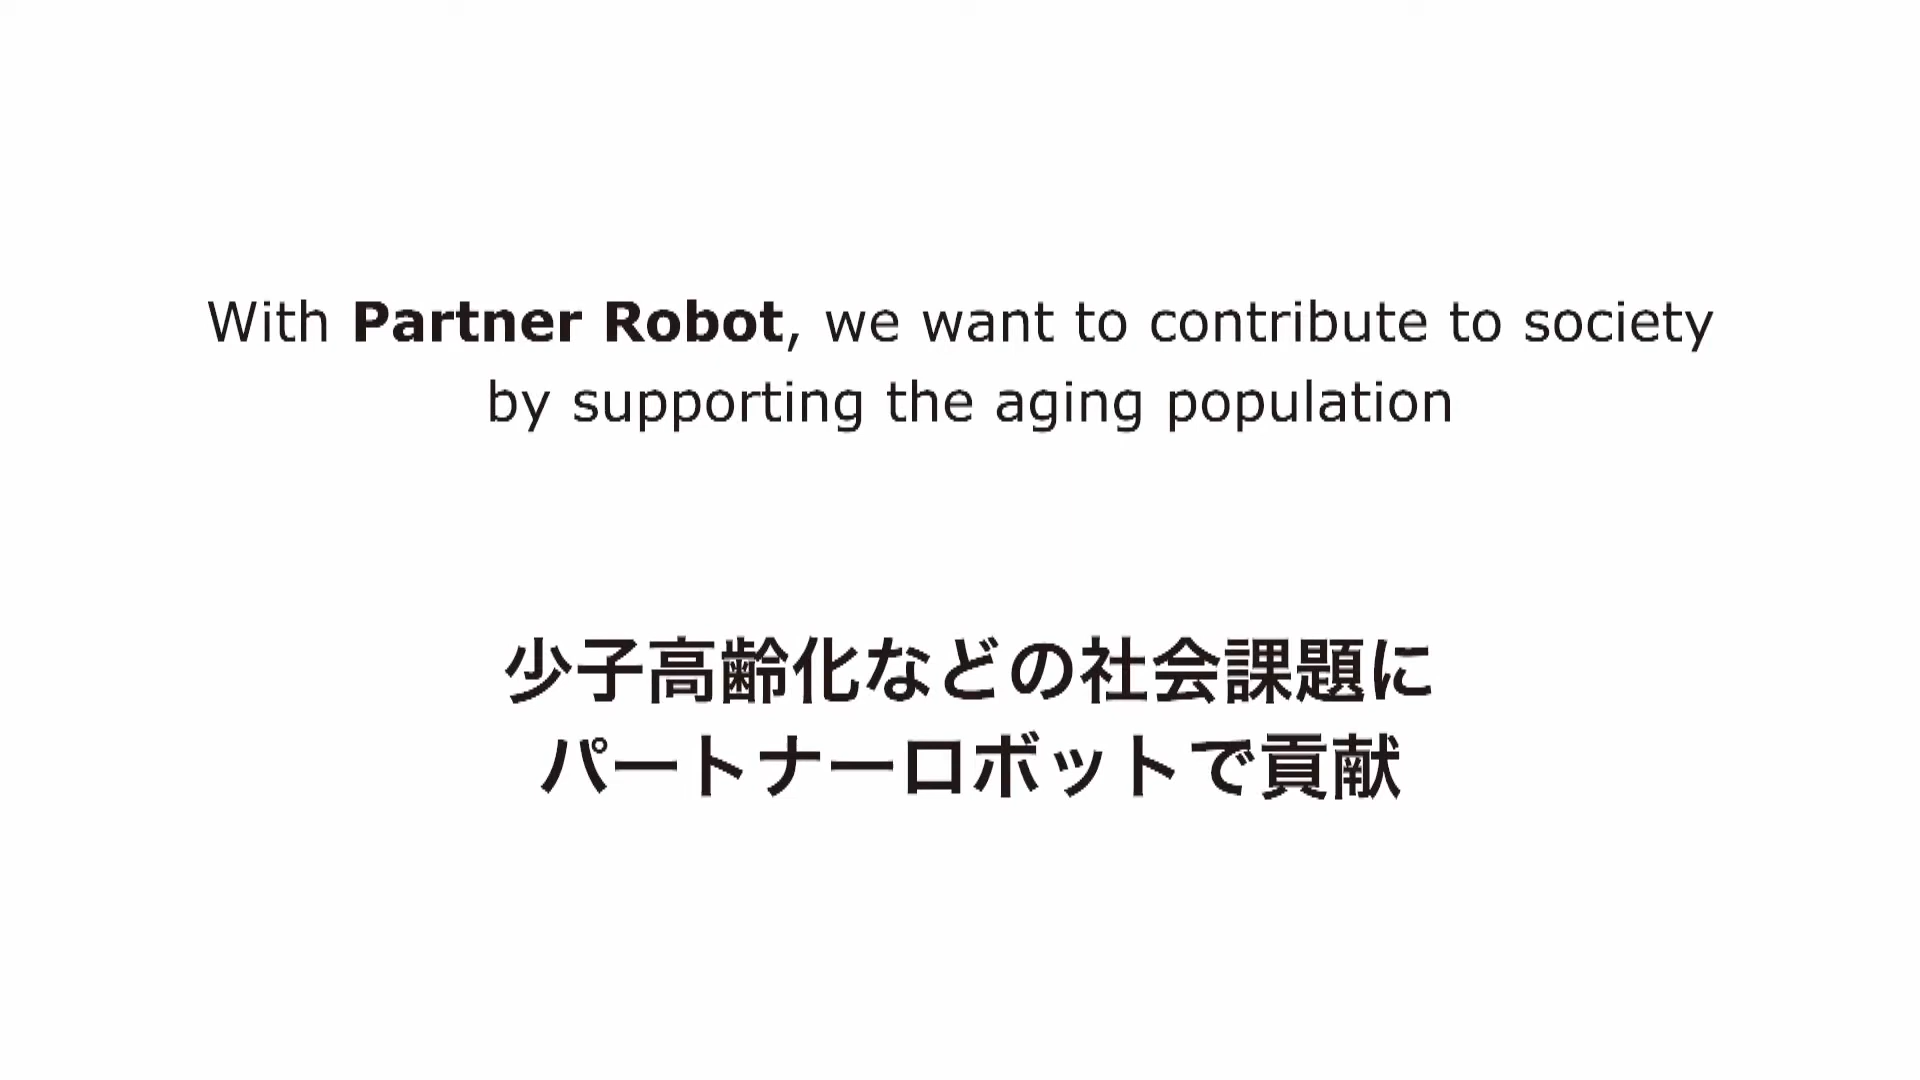 With Partner Robot, we want to contribute to society
by supporting the aging population
少子高齢化などの社会課題に
パートナーロボットで貢献